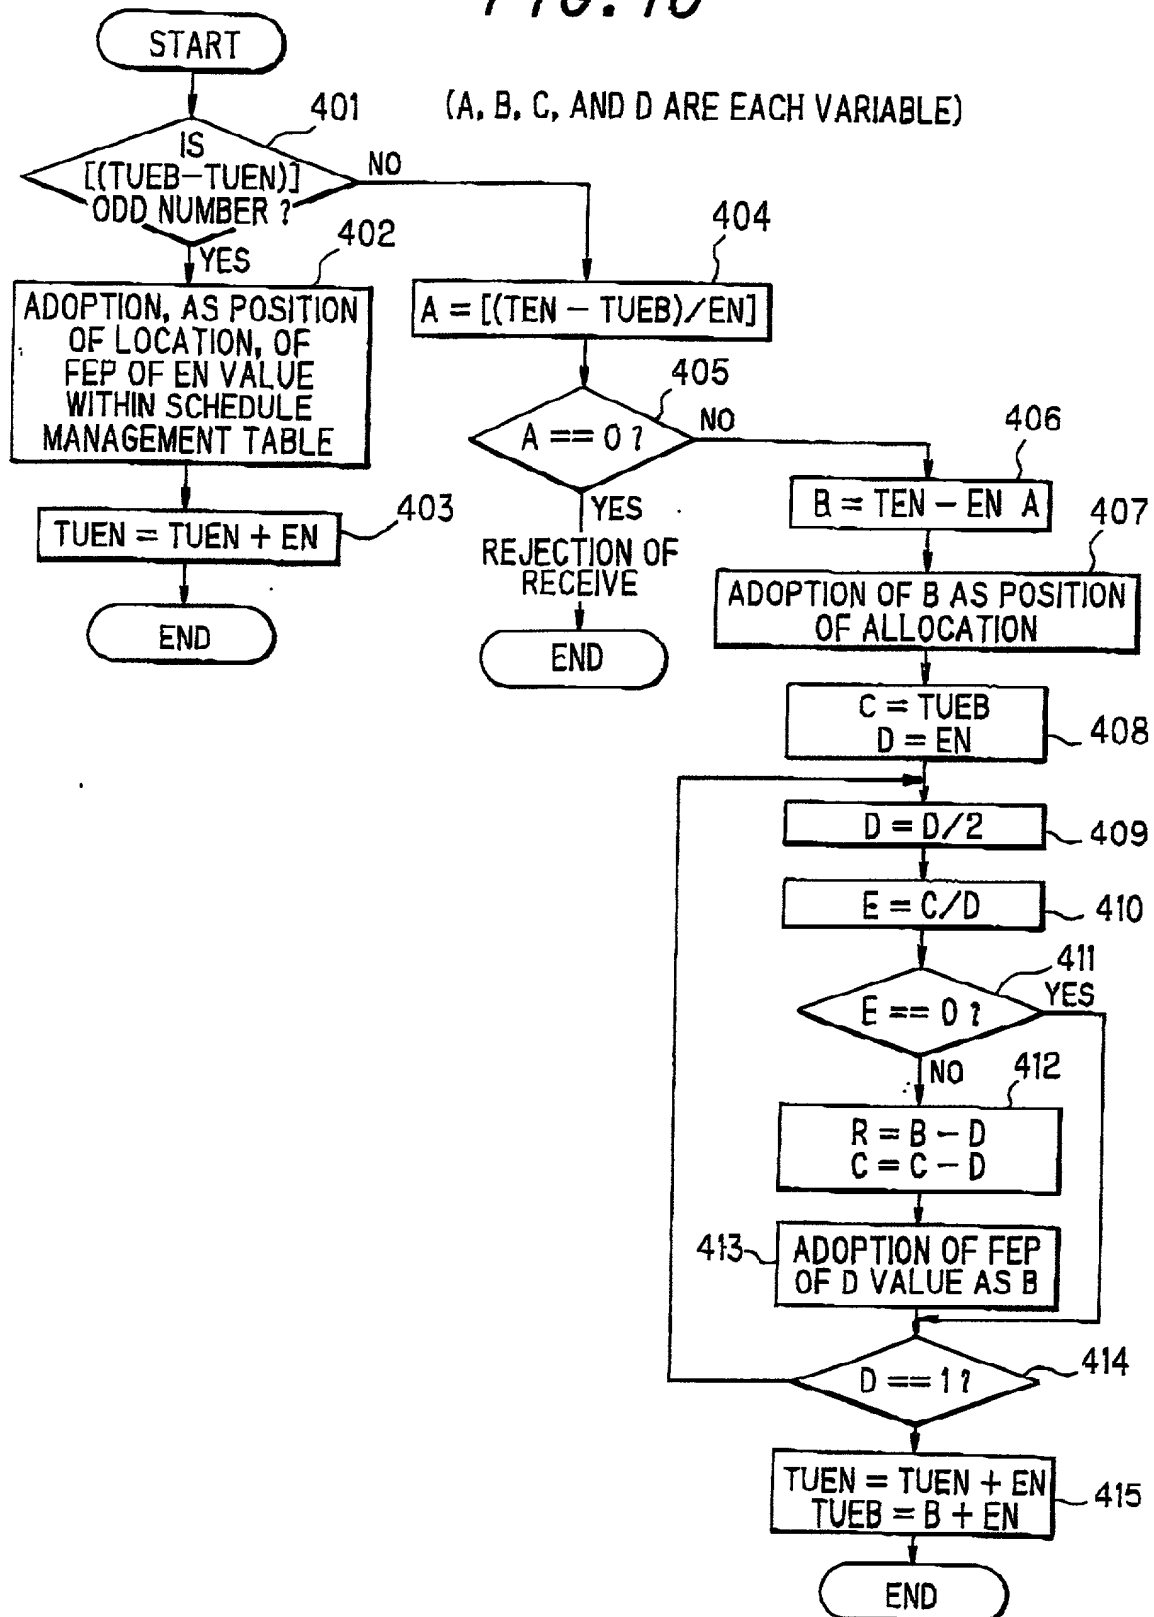 FIG. 10
START
(A, B, C, AND D ARE EACH VARIABLE)
401
IS
[(TUEB-TUEN)]
ODD NUMBER ?
NO
YES
402
ADOPTION, AS POSITION
OF LOCATION, OF
FEP OF EN VALUE
WITHIN SCHEDULE
MANAGEMENT TABLE
403
TUEN = TUEN + EN
END
404
A = [(TEN - TUEB)/EN]
405
A == 0 ?
NO
YES
REJECTION OF
RECEIVE
END
406
B = TEN - EN A
407
ADOPTION OF B AS POSITION
OF ALLOCATION
C = TUEB
D = EN
408
D = D/2
409
E = C/D
410
411
E == 0 ?
YES
NO
412
R = B - D
C = C - D
413
ADOPTION OF FEP
OF D VALUE AS B
D == 1 ?
414
TUEN = TUEN + EN
TUEB = B + EN
415
END